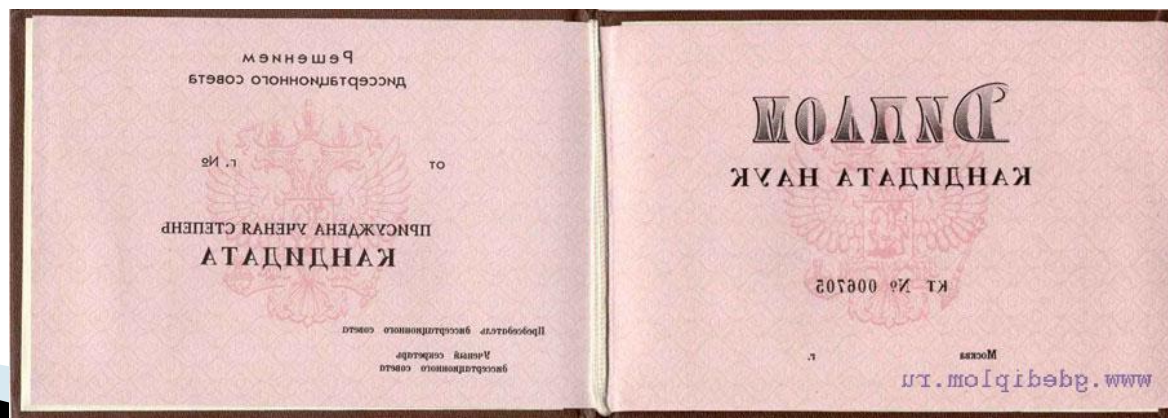 ДИПЛОМ
КАНДИДАТА НАУК
КТ № 006705
Москва г.
www.gdediplom.ru
Решением
диссертационного совета
от г. №
ПРИСУЖДЕНА УЧЕНАЯ СТЕПЕНЬ
КАНДИДАТА
Председатель диссертационного совета
Ученый секретарь
диссертационного совета